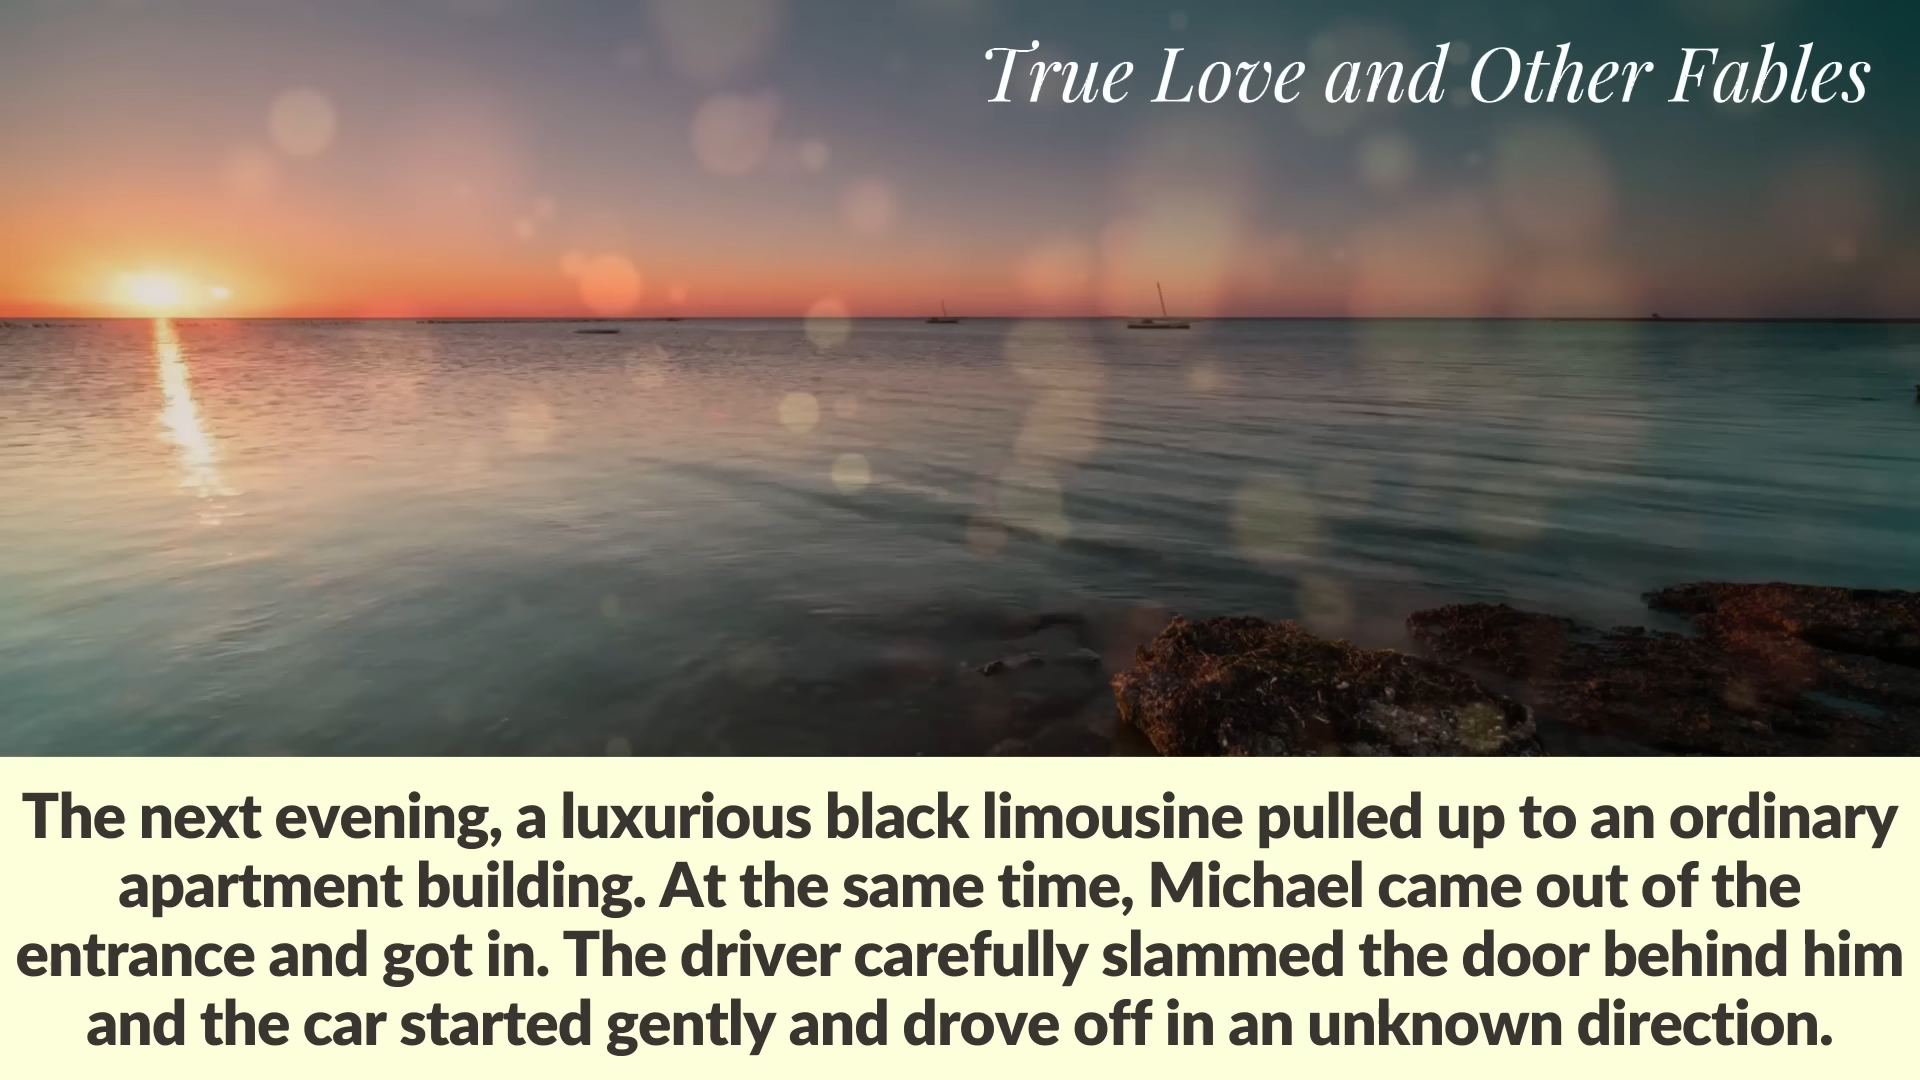 True Love and Other Fables
The next evening, a luxurious black limousine pulled up to an ordinary
apartment building. At the same time, Michael came out of the
entrance and got in. The driver carefully slammed the door behind him
and the car started gently and drove off in an unknown direction.